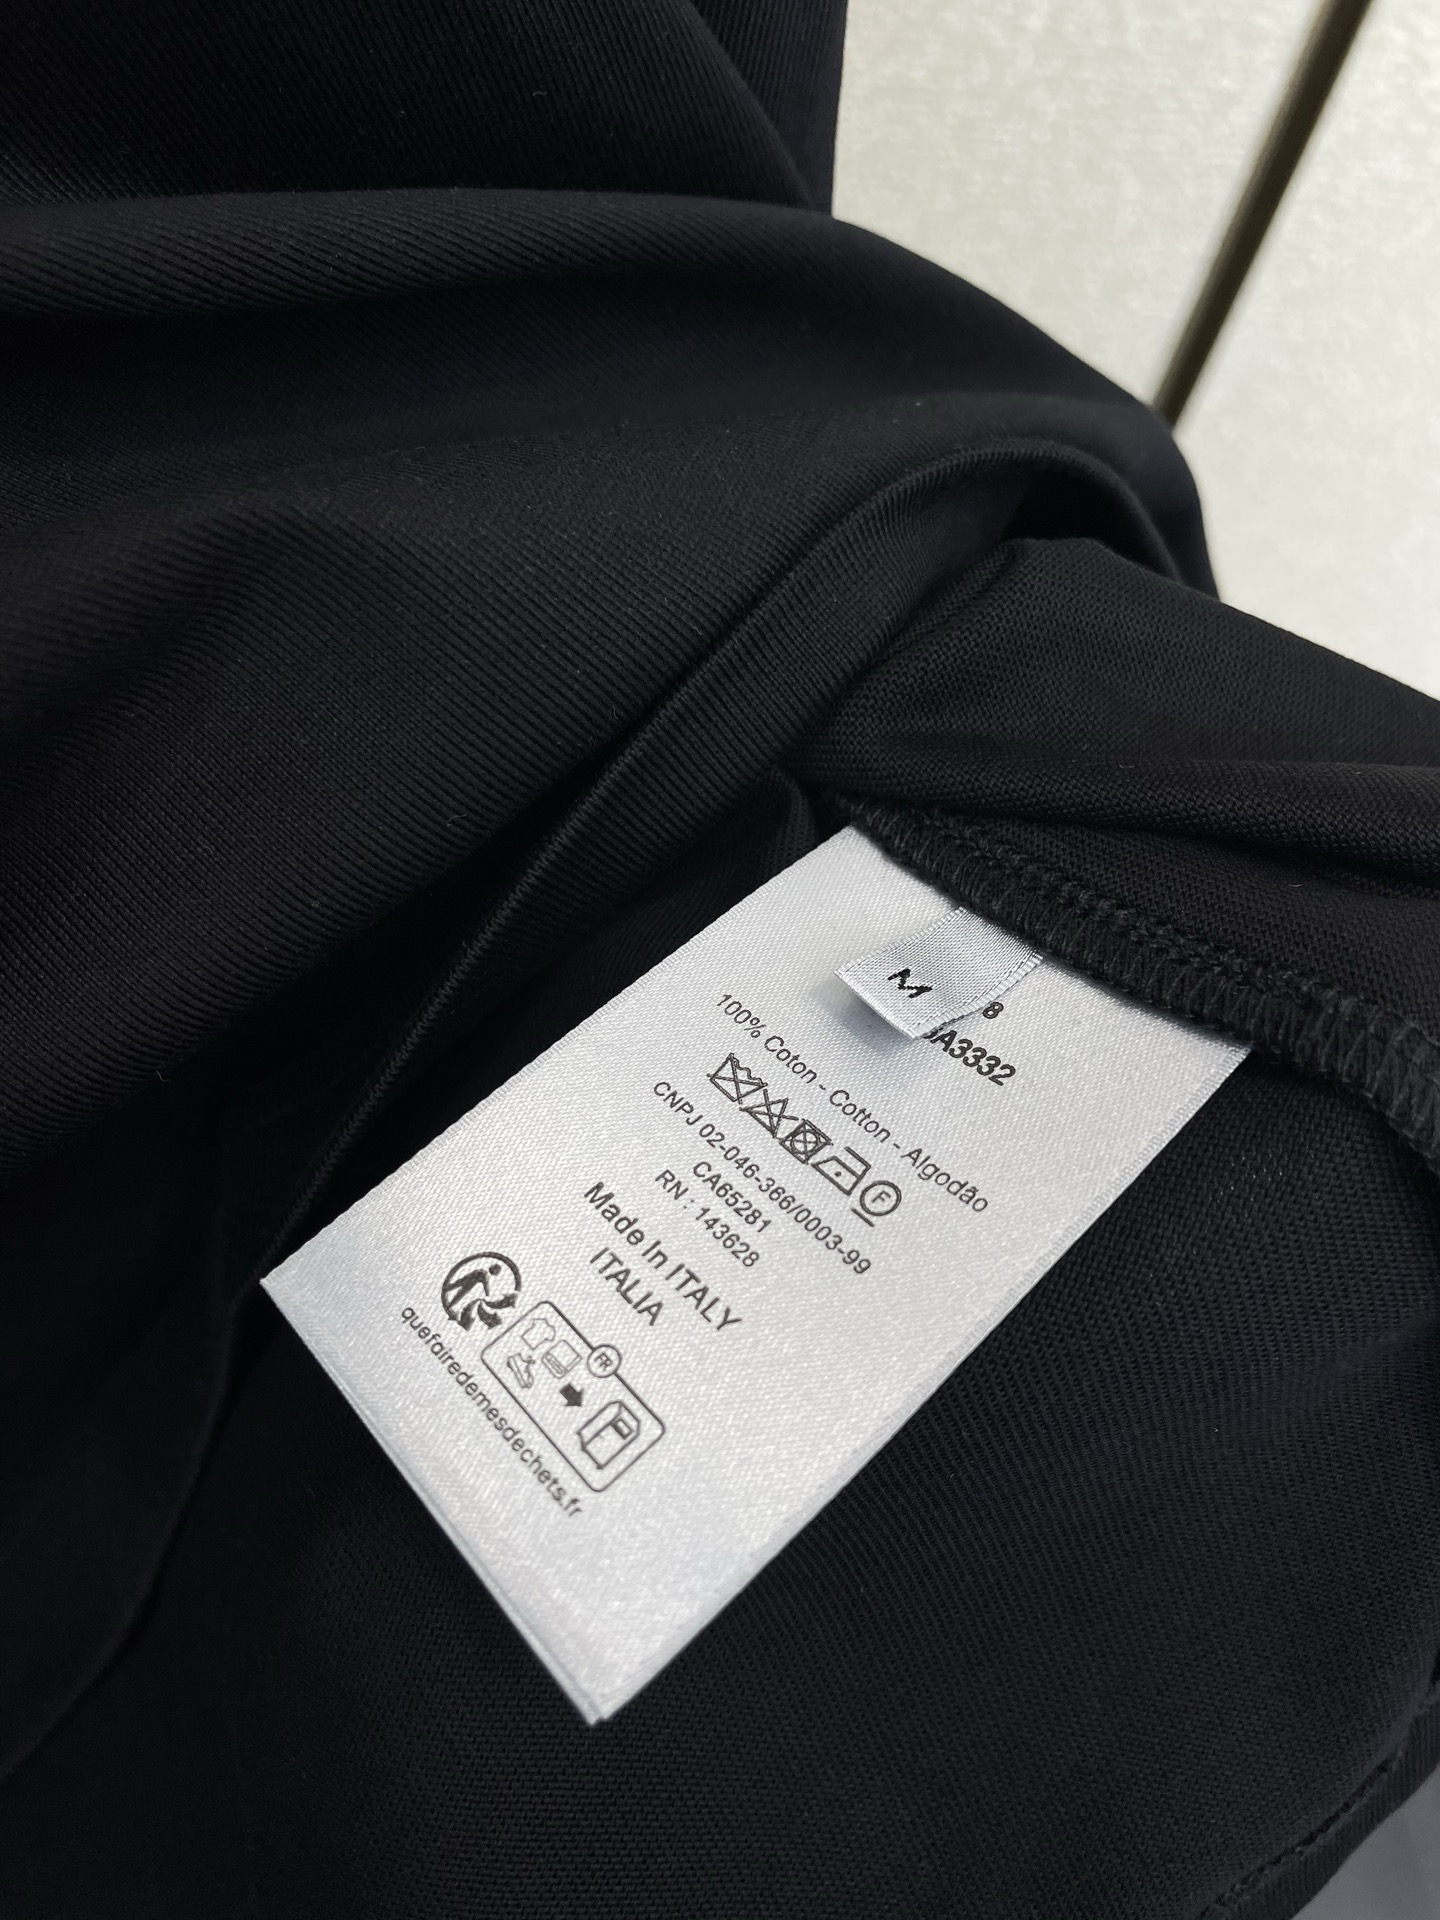 M
8
A3332
100% Coton - Cotton - Algodão
F
CNPJ 02-046-366/0003-99
CA65281
RN : 143628
Made In ITALY
ITALIA
FR
quefairedemesdechets.fr